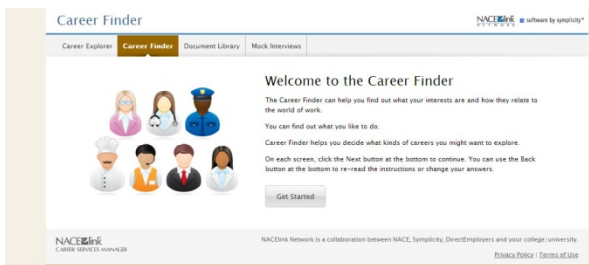 Career Finder
NACElink NETWORK software by symplicity
Career Explorer Career Finder Document Library Mock Interviews
Welcome to the Career Finder
The Career Finder can help you find out what your interests are and how they relate to
the world of work.
You can find out what you like to do.
Career Finder helps you decide what kinds of careers you might want to explore.
On each screen, click the Next button at the bottom to continue. You can use the Back
button at the bottom to re-read the instructions or change your answers.
Get Started
NACElink
CAREER SERVICES MANAGER
NACElink Network is a collaboration between NACE, Symplicity, DirectEmployers and your college/university.
Privacy Policy | Terms of Use